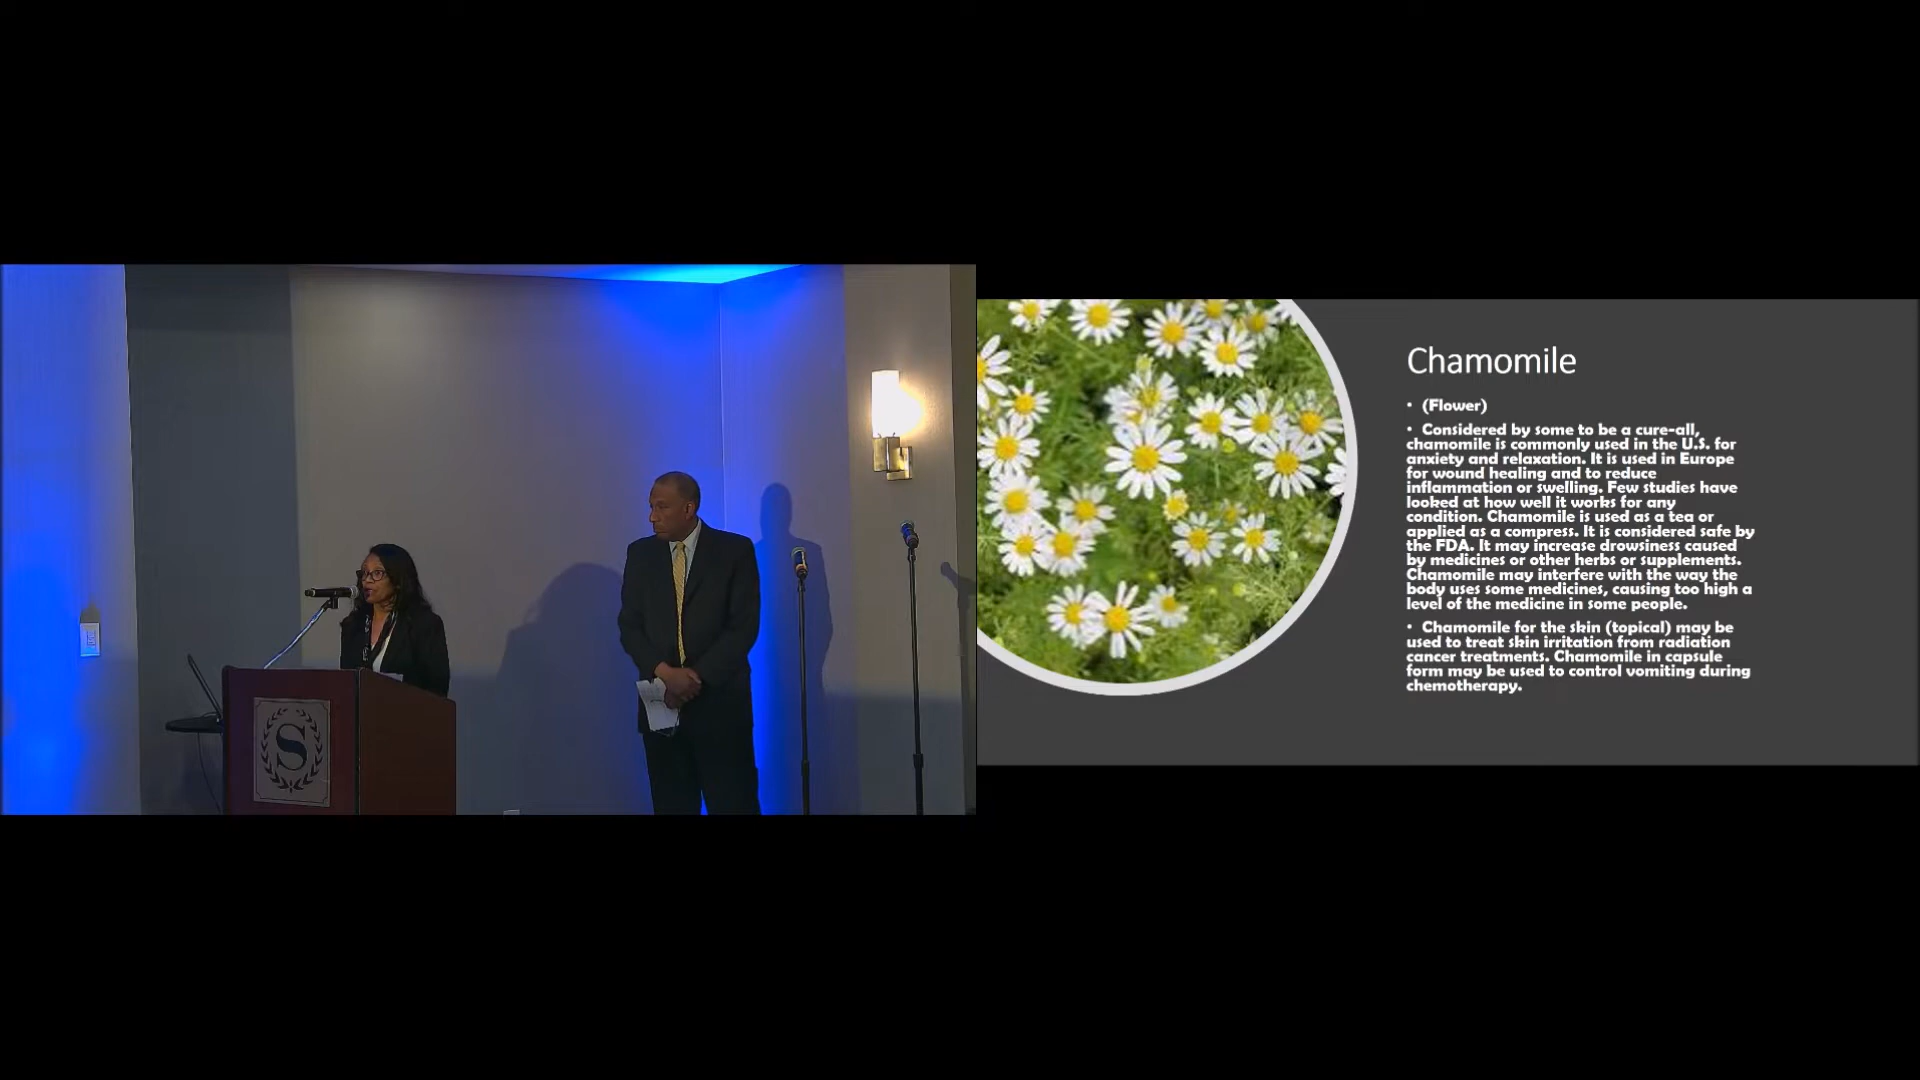 S
Chamomile
• (Flower)
• Considered by some to be a cure-all,
chamomile is commonly used in the U.S. for
anxiety and relaxation. It is used in Europe
for wound healing and to reduce
inflammation or swelling. Few studies have
looked at how well it works for any
condition. Chamomile is used as a tea or
applied as a compress. It is considered safe by
the FDA. It may increase drowsiness caused
by medicines or other herbs or supplements.
Chamomile may interfere with the way the
body uses some medicines, causing too high a
level of the medicine in some people.
• Chamomile for the skin (topical) may be
used to treat skin irritation from radiation
cancer treatments. Chamomile in capsule
form may be used to control vomiting during
chemotherapy.